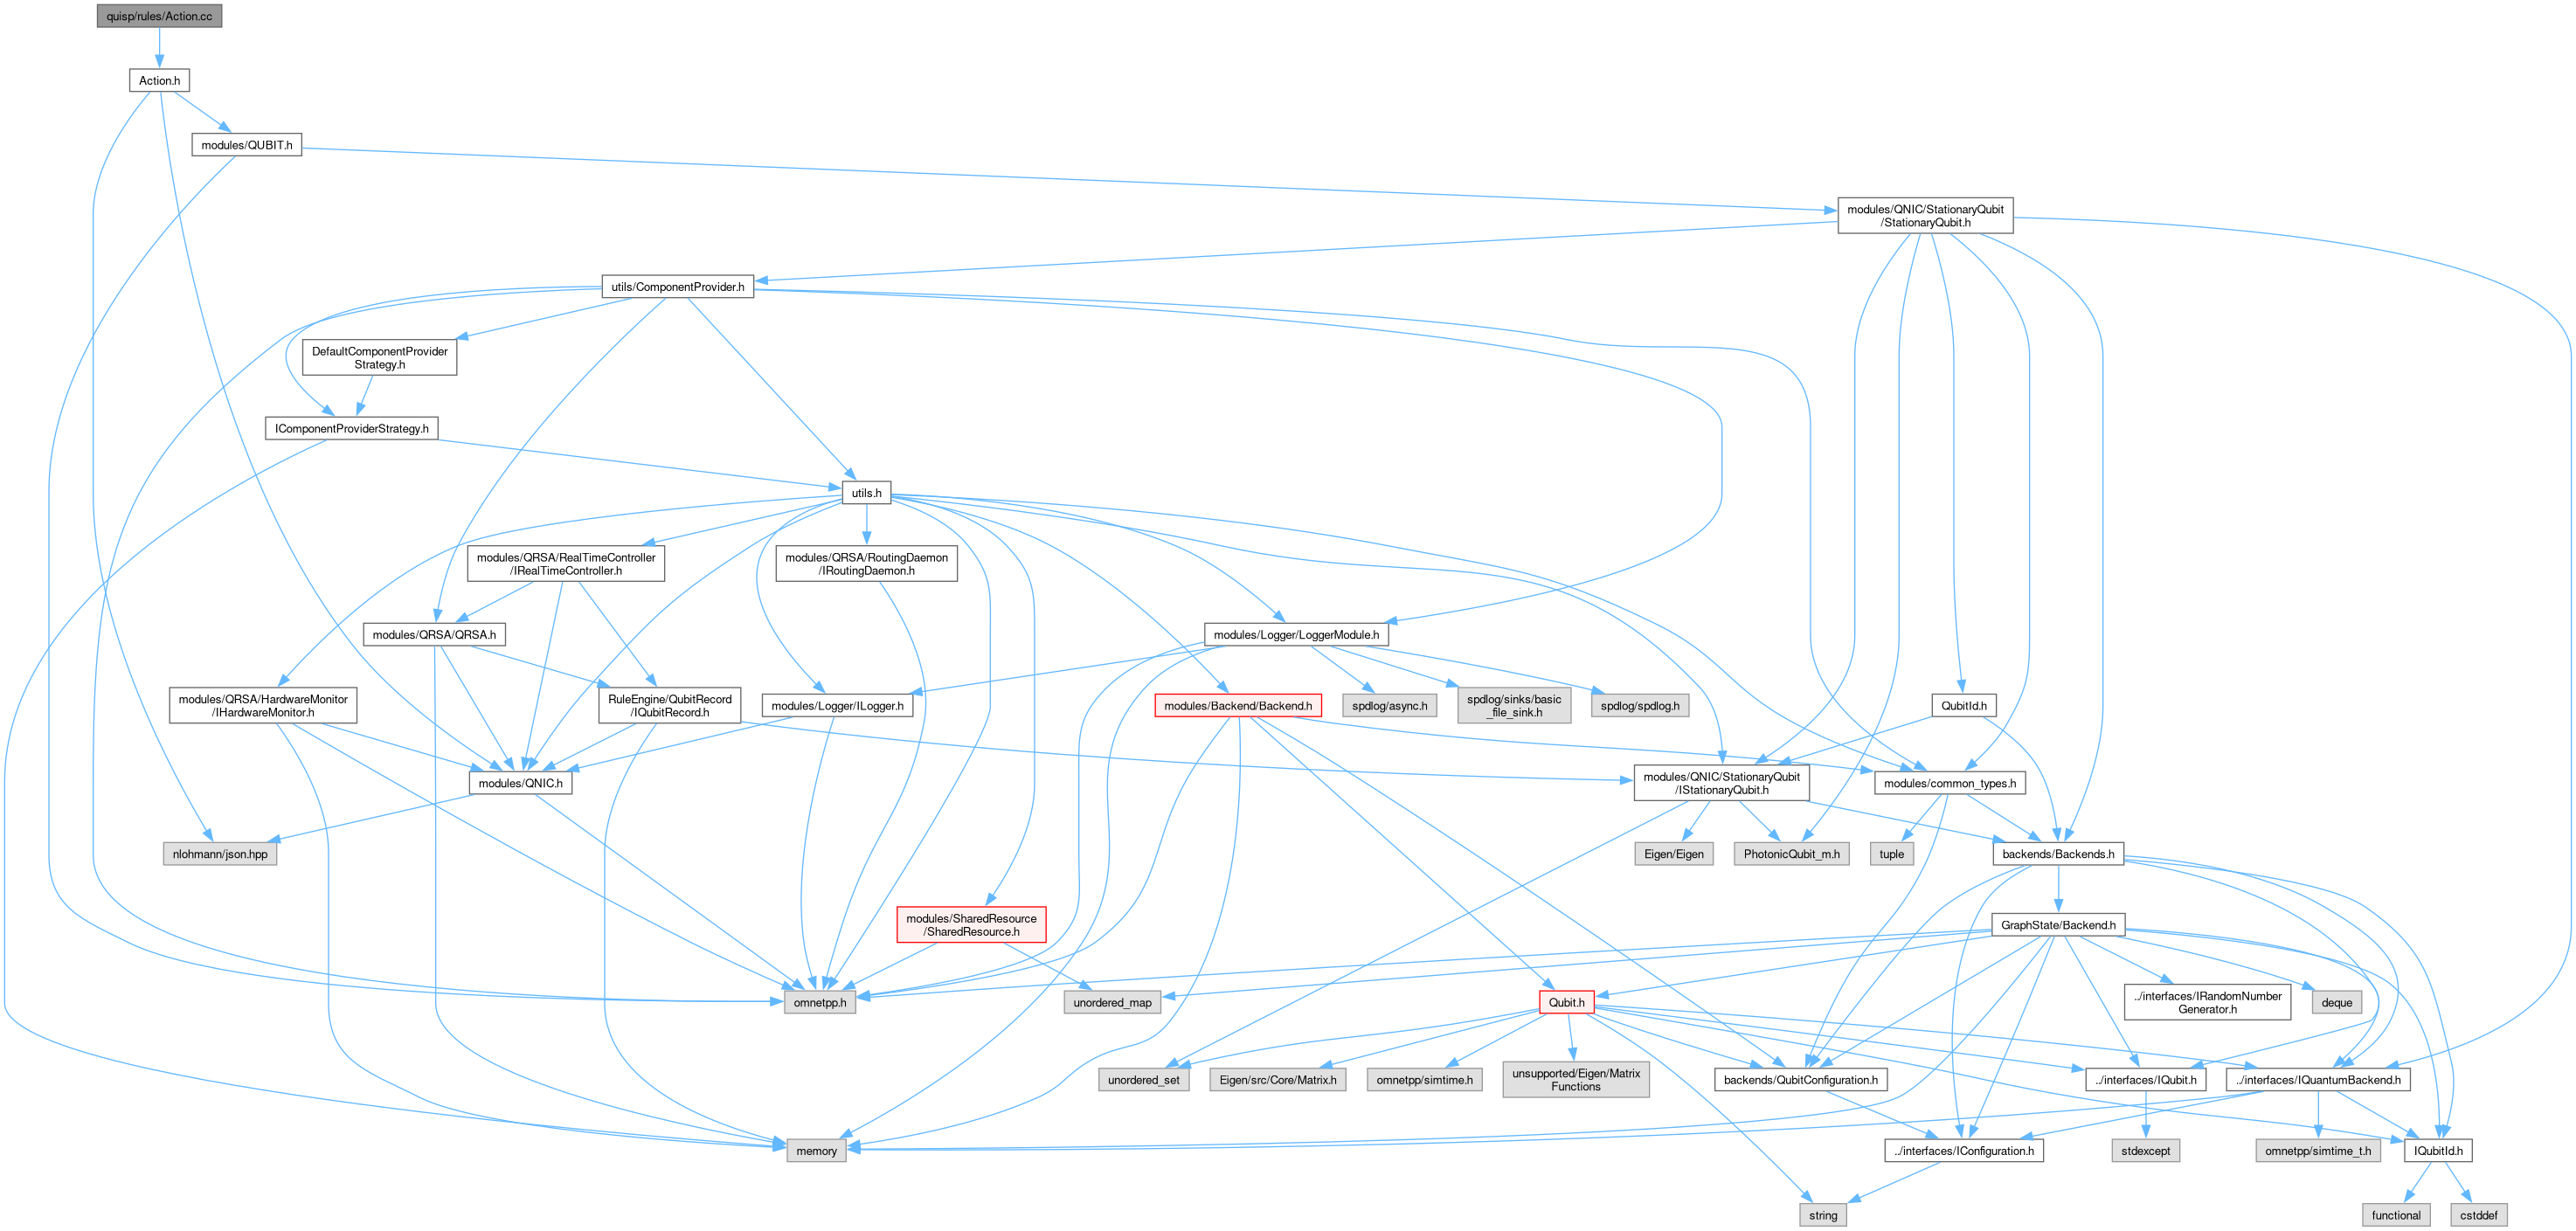 quisp/rules/Action.cc
Action.h
modules/QUBIT.h
modules/QNIC/StationaryQubit
/StationaryQubit.h
utils/ComponentProvider.h
DefaultComponentProvider
Strategy.h
IComponentProviderStrategy.h
utils.h
modules/QRSA/RealTimeController
/IRealTimeController.h
modules/QRSA/RoutingDaemon
/IRoutingDaemon.h
modules/QRSA/QRSA.h
modules/Logger/LoggerModule.h
modules/QRSA/HardwareMonitor
/IHardwareMonitor.h
RuleEngine/QubitRecord
/IQubitRecord.h
modules/Logger/ILogger.h
modules/Backend/Backend.h
spdlog/async.h
spdlog/sinks/basic
_file_sink.h
spdlog/spdlog.h
QubitId.h
modules/QNIC.h
modules/QNIC/StationaryQubit
/IStationaryQubit.h
modules/common_types.h
nlohmann/json.hpp
Eigen/Eigen
PhotonicQubit_m.h
tuple
backends/Backends.h
modules/SharedResource
/SharedResource.h
GraphState/Backend.h
omnetpp.h
unordered_map
Qubit.h
../interfaces/IRandomNumber
Generator.h
deque
unordered_set
Eigen/src/Core/Matrix.h
omnetpp/simtime.h
unsupported/Eigen/Matrix
Functions
backends/QubitConfiguration.h
../interfaces/IQubit.h
../interfaces/IQuantumBackend.h
memory
../interfaces/IConfiguration.h
stdexcept
omnetpp/simtime_t.h
IQubitId.h
string
functional
cstddef